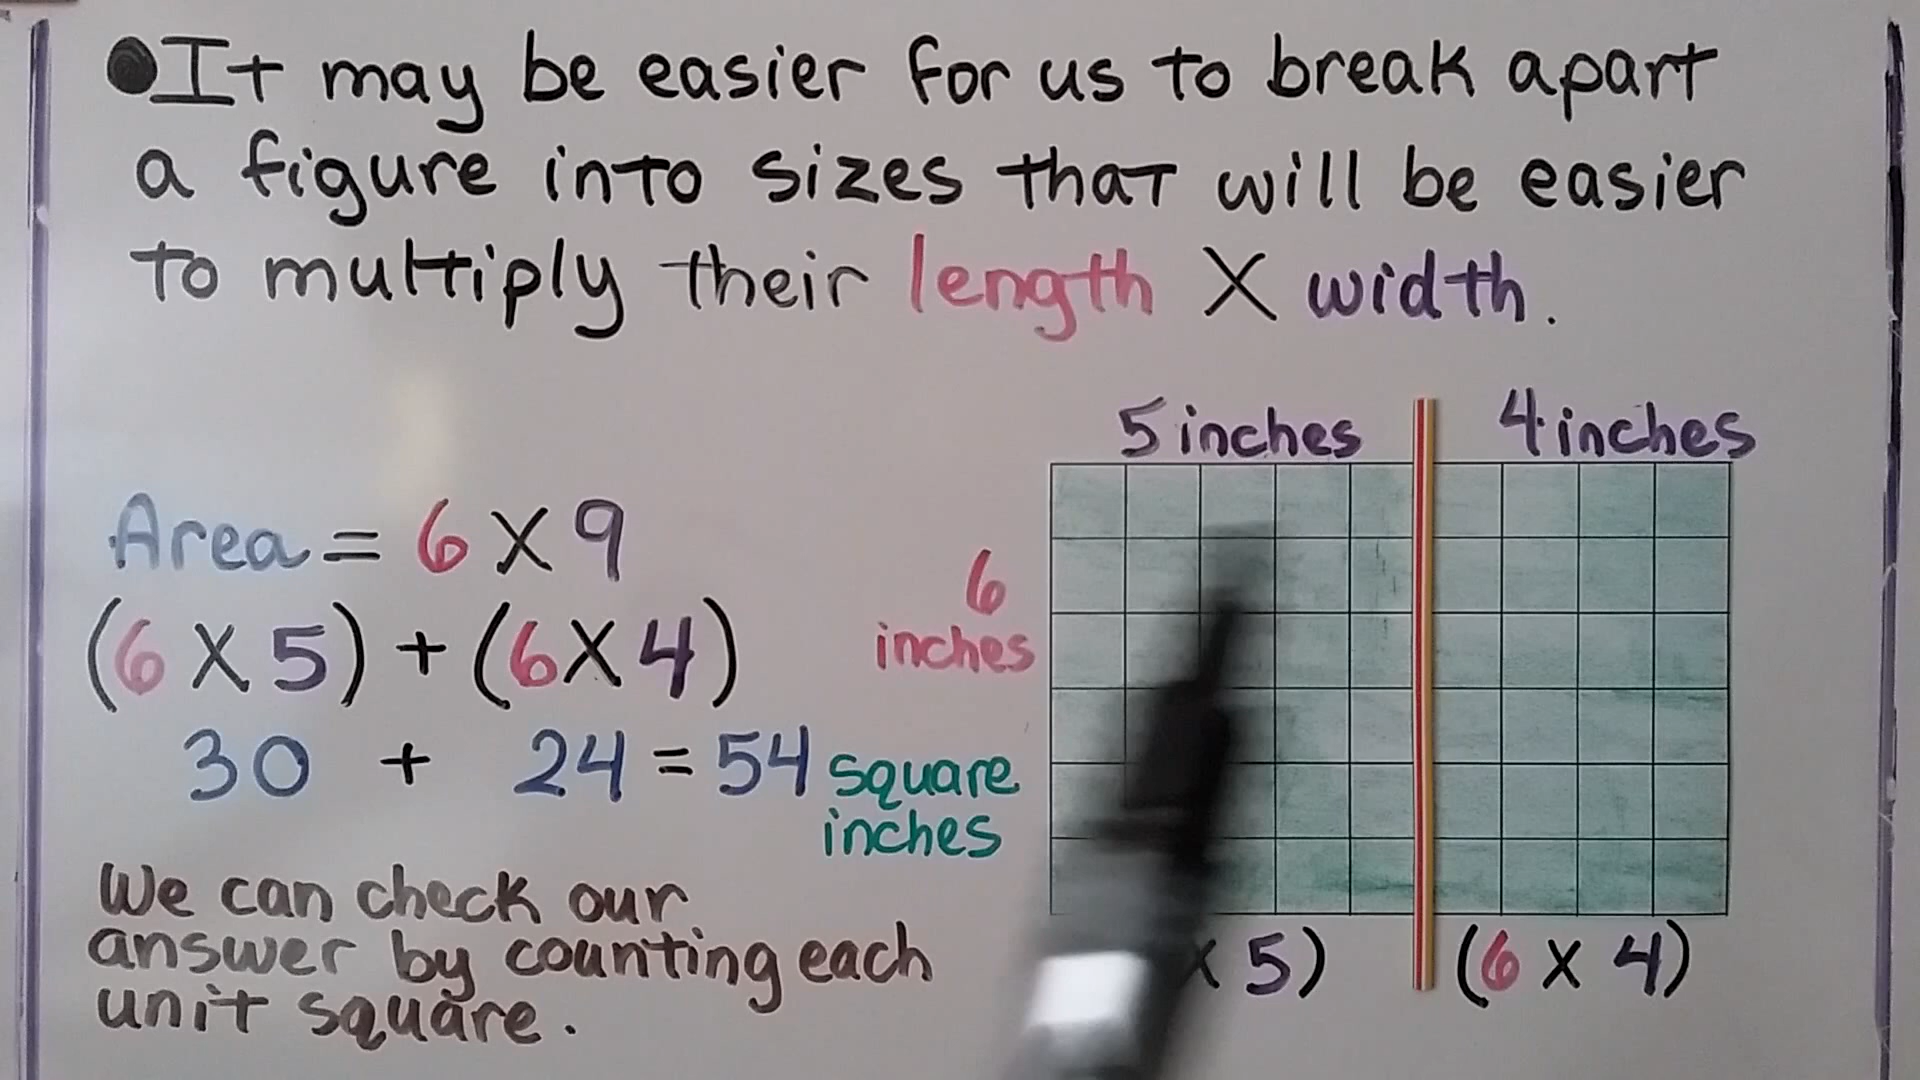 It may be easier for us to break apart
a figure into sizes that will be easier
to multiply their length X width.
5 inches 4 inches
Area = 6 X 9
(6 X 5) + (6 X 4)
30 + 24 = 54 square
inches
6
inches
We can check our
answer by counting each
unit square.
x 5) (6 x 4)